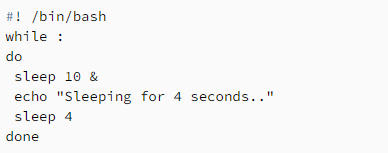 #! /bin/bash
while :
do
 sleep 10 &
 echo "Sleeping for 4 seconds.."
 sleep 4
done